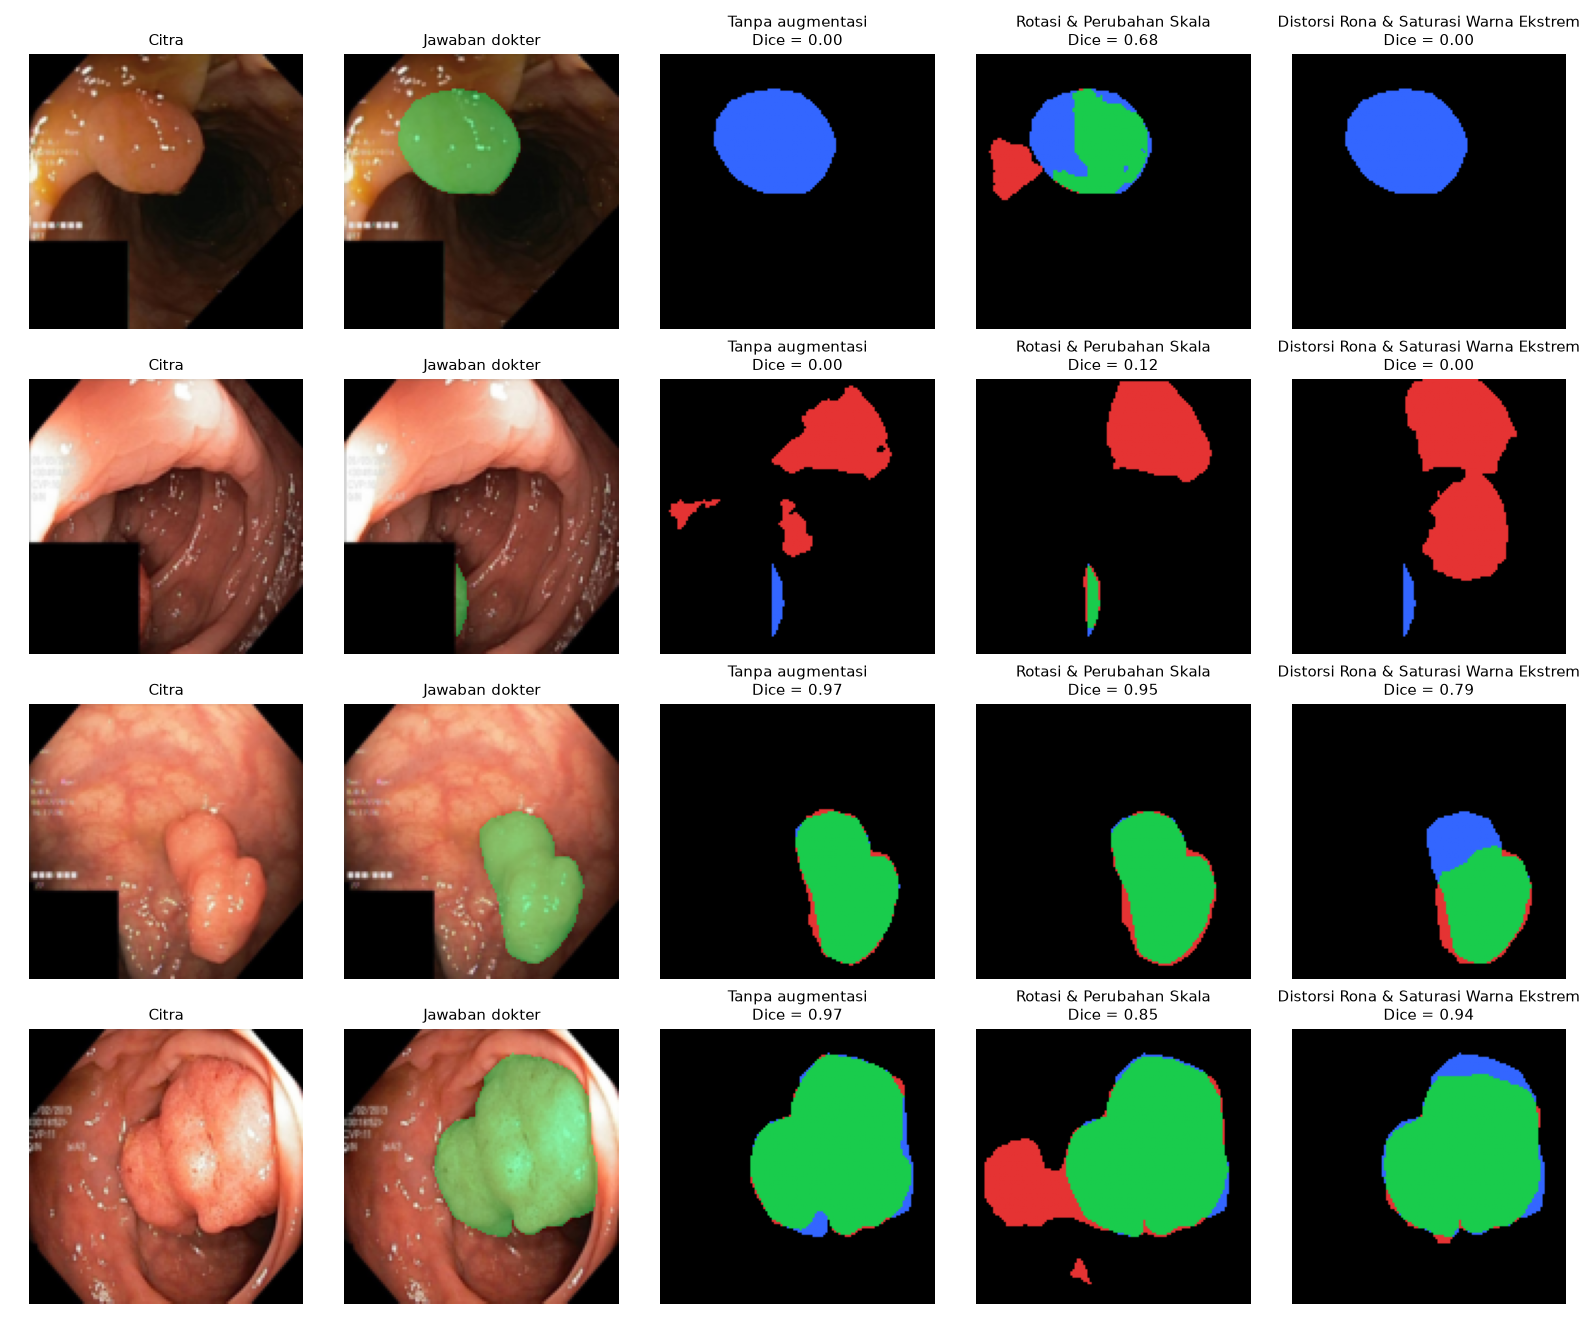 Citra
Jawaban dokter
Tanpa augmentasi
Dice = 0.00
Rotasi & Perubahan Skala
Dice = 0.68
Distorsi Rona & Saturasi Warna Ekstrem
Dice = 0.00
Citra
Jawaban dokter
Tanpa augmentasi
Dice = 0.00
Rotasi & Perubahan Skala
Dice = 0.12
Distorsi Rona & Saturasi Warna Ekstrem
Dice = 0.00
Citra
Jawaban dokter
Tanpa augmentasi
Dice = 0.97
Rotasi & Perubahan Skala
Dice = 0.95
Distorsi Rona & Saturasi Warna Ekstrem
Dice = 0.79
Citra
Jawaban dokter
Tanpa augmentasi
Dice = 0.97
Rotasi & Perubahan Skala
Dice = 0.85
Distorsi Rona & Saturasi Warna Ekstrem
Dice = 0.94